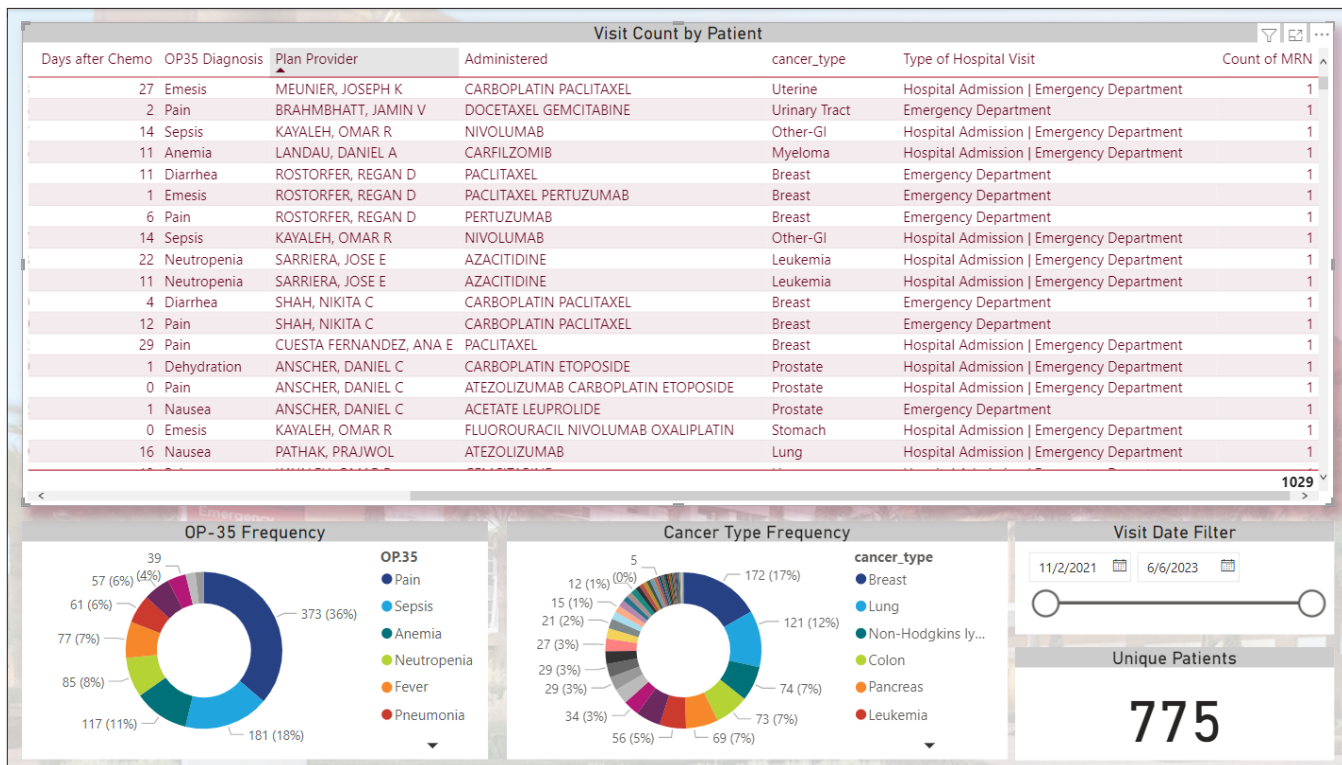 Visit Count by Patient
Days after Chemo OP35 Diagnosis Plan Provider Administered cancer_type Type of Hospital Visit Count of MRN
27 Emesis MEUNIER, JOSEPH K CARBOPLATIN PACLITAXEL Uterine Hospital Admission | Emergency Department 1
2 Pain BRAHMBHATT, JAMIN V DOCETAXEL GEMCITABINE Urinary Tract Emergency Department 1
14 Sepsis KAYALEH, OMAR R NIVOLUMAB Other-GI Hospital Admission | Emergency Department 1
11 Anemia LANDAU, DANIEL A CARFILZOMIB Myeloma Hospital Admission | Emergency Department 1
11 Diarrhea ROSTORFER, REGAN D PACLITAXEL Breast Emergency Department 1
1 Emesis ROSTORFER, REGAN D PACLITAXEL PERTUZUMAB Breast Emergency Department 1
6 Pain ROSTORFER, REGAN D PERTUZUMAB Breast Emergency Department 1
14 Sepsis KAYALEH, OMAR R NIVOLUMAB Other-GI Hospital Admission | Emergency Department 1
22 Neutropenia SARRIERA, JOSE E AZACITIDINE Leukemia Hospital Admission | Emergency Department 1
11 Neutropenia SARRIERA, JOSE E AZACITIDINE Leukemia Hospital Admission | Emergency Department 1
4 Diarrhea SHAH, NIKITA C CARBOPLATIN PACLITAXEL Breast Emergency Department 1
12 Pain SHAH, NIKITA C CARBOPLATIN PACLITAXEL Breast Emergency Department 1
29 Pain CUESTA FERNANDEZ, ANA E PACLITAXEL Breast Hospital Admission | Emergency Department 1
1 Dehydration ANSCHER, DANIEL C CARBOPLATIN ETOPOSIDE Prostate Hospital Admission | Emergency Department 1
0 Pain ANSCHER, DANIEL C ATEZOLIZUMAB CARBOPLATIN ETOPOSIDE Prostate Hospital Admission | Emergency Department 1
1 Nausea ANSCHER, DANIEL C ACETATE LEUPROLIDE Prostate Emergency Department 1
0 Emesis KAYALEH, OMAR R FLUOROURACIL NIVOLUMAB OXALIPLATIN Stomach Hospital Admission | Emergency Department 1
16 Nausea PATHAK, PRAJWOL ATEZOLIZUMAB Lung Hospital Admission | Emergency Department 1
1029
Emergency
OP-35 Frequency
OP.35
Pain
Sepsis
Anemia
Neutropenia
Fever
Pneumonia
373 (36%)
181 (18%)
117 (11%)
85 (8%)
77 (7%)
61 (6%)
57 (6%)
39
(4%)
Cancer Type Frequency
cancer_type
Breast
Lung
Non-Hodgkins ly...
Colon
Pancreas
Leukemia
172 (17%)
121 (12%)
74 (7%)
73 (7%)
69 (7%)
56 (5%)
34 (3%)
29 (3%)
29 (3%)
27 (3%)
21 (2%)
15 (1%)
12 (1%)
5
(0%)
Visit Date Filter
11/2/2021 6/6/2023
Unique Patients
775